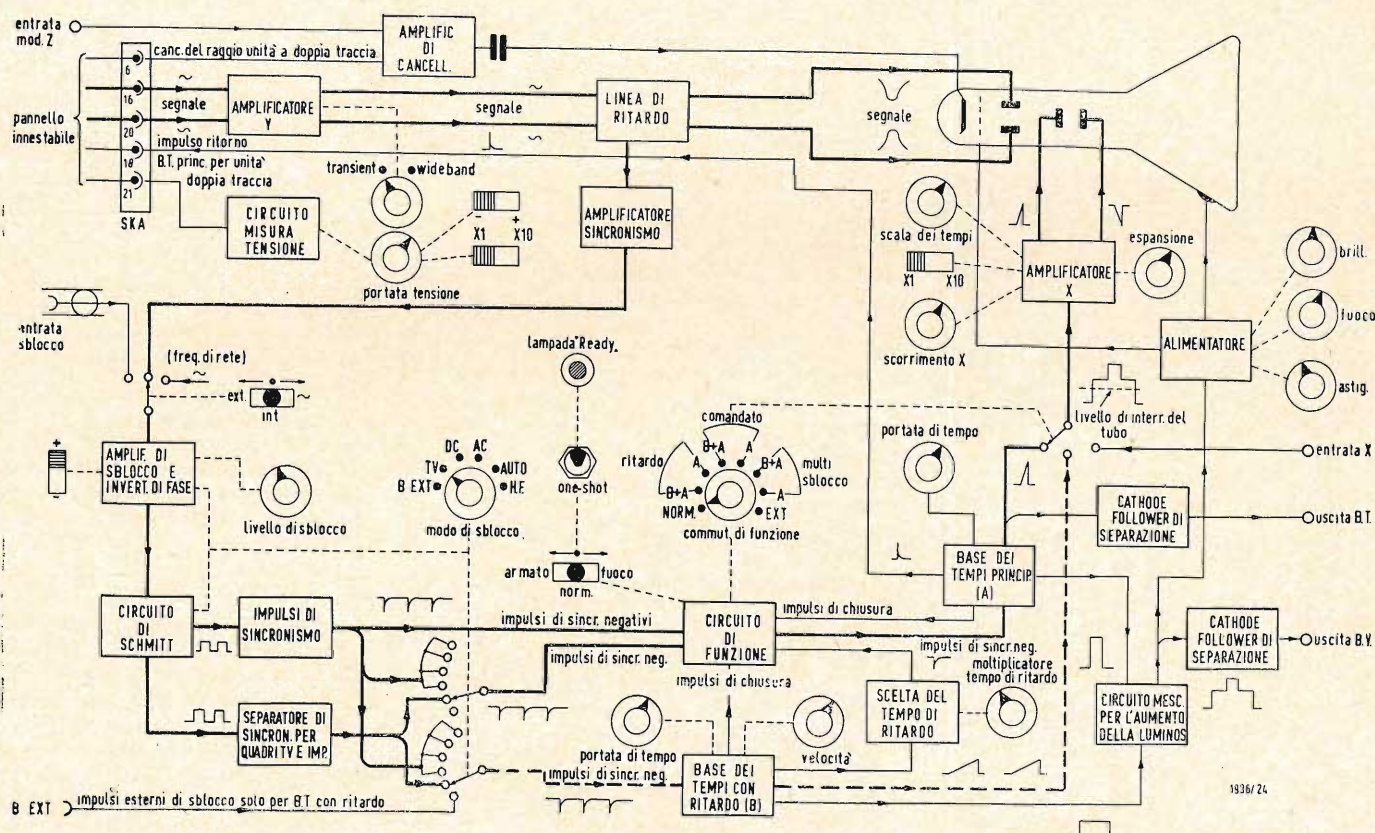 entrata
mod. Z
AMPLIFIC
DI
CANCELL.
canc. del raggio unità a doppia traccia
6
16
20
18
21
SKA
pannello
innestabile
segnale
AMPLIFICATORE
Y
segnale
LINEA DI
RITARDO
segnale
impulso ritorno
B.T. princ. per unità
doppia traccia
transient
wide band
CIRCUITO
MISURA
TENSIONE
- +
X1 X10
portata tensione
AMPLIFICATORE
SINCRONISMO
scala dei tempi
X1 X10
scorrimento X
AMPLIFICATORE
X
espansione
brill.
fuoco
astig.
ALIMENTATORE
entrata
sblocco
(freq. di rete)
ext.
int
lampada "Ready"
one-shot
armato
fuoco
norm.
+
-
AMPLIF. DI
SBLOCCO E
INVERT. DI FASE
livello di sblocco
DC AC
TV AUTO
B EXT H.F.
modo di sblocco
comandato
ritardo
multi
sblocco
B+A A
A B+A
B+A A
NORM. EXT
commut. di funzione
portata di tempo
livello di interr. del
tubo
entrata X
CATHODE
FOLLOWER DI
SEPARAZIONE
uscita B.T.
BASE DEI
TEMPI PRINCIP.
(A)
CIRCUITO
DI
SCHMITT
IMPULSI DI
SINCRONISMO
impulsi di sincr. negativi
CIRCUITO
DI
FUNZIONE
impulsi di chiusura
impulsi di sincr. neg.
impulsi di sincr. neg.
impulsi di chiusura
moltiplicatore
tempo di ritardo
SCELTA DEL
TEMPO DI
RITARDO
CATHODE
FOLLOWER DI
SEPARAZIONE
uscita B.Y.
CIRCUITO MESC.
PER L'AUMENTO
DELLA LUMINOS
SEPARATORE DI
SINCRON. PER
QUADRI TV E IMP.
portata di tempo
velocità
impulsi di sincr. neg.
BASE DEI
TEMPI CON
RITARDO (B)
B EXT
impulsi esterni di sblocco solo per B.T. con ritardo
1936/24